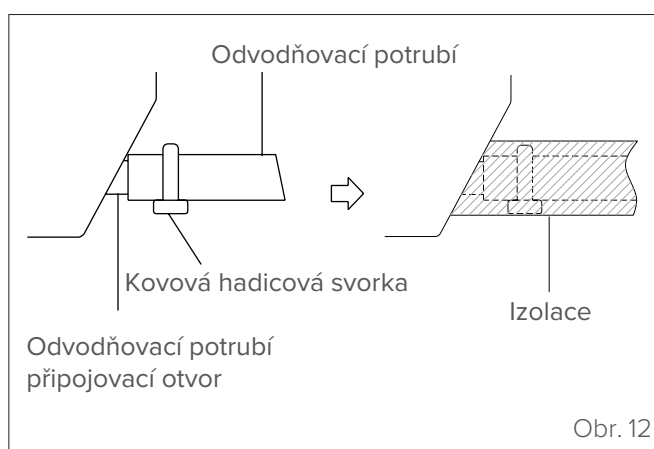 Odvodňovací potrubí
Kovová hadicová svorka
Izolace
Odvodňovací potrubí
připojovací otvor
Obr. 12